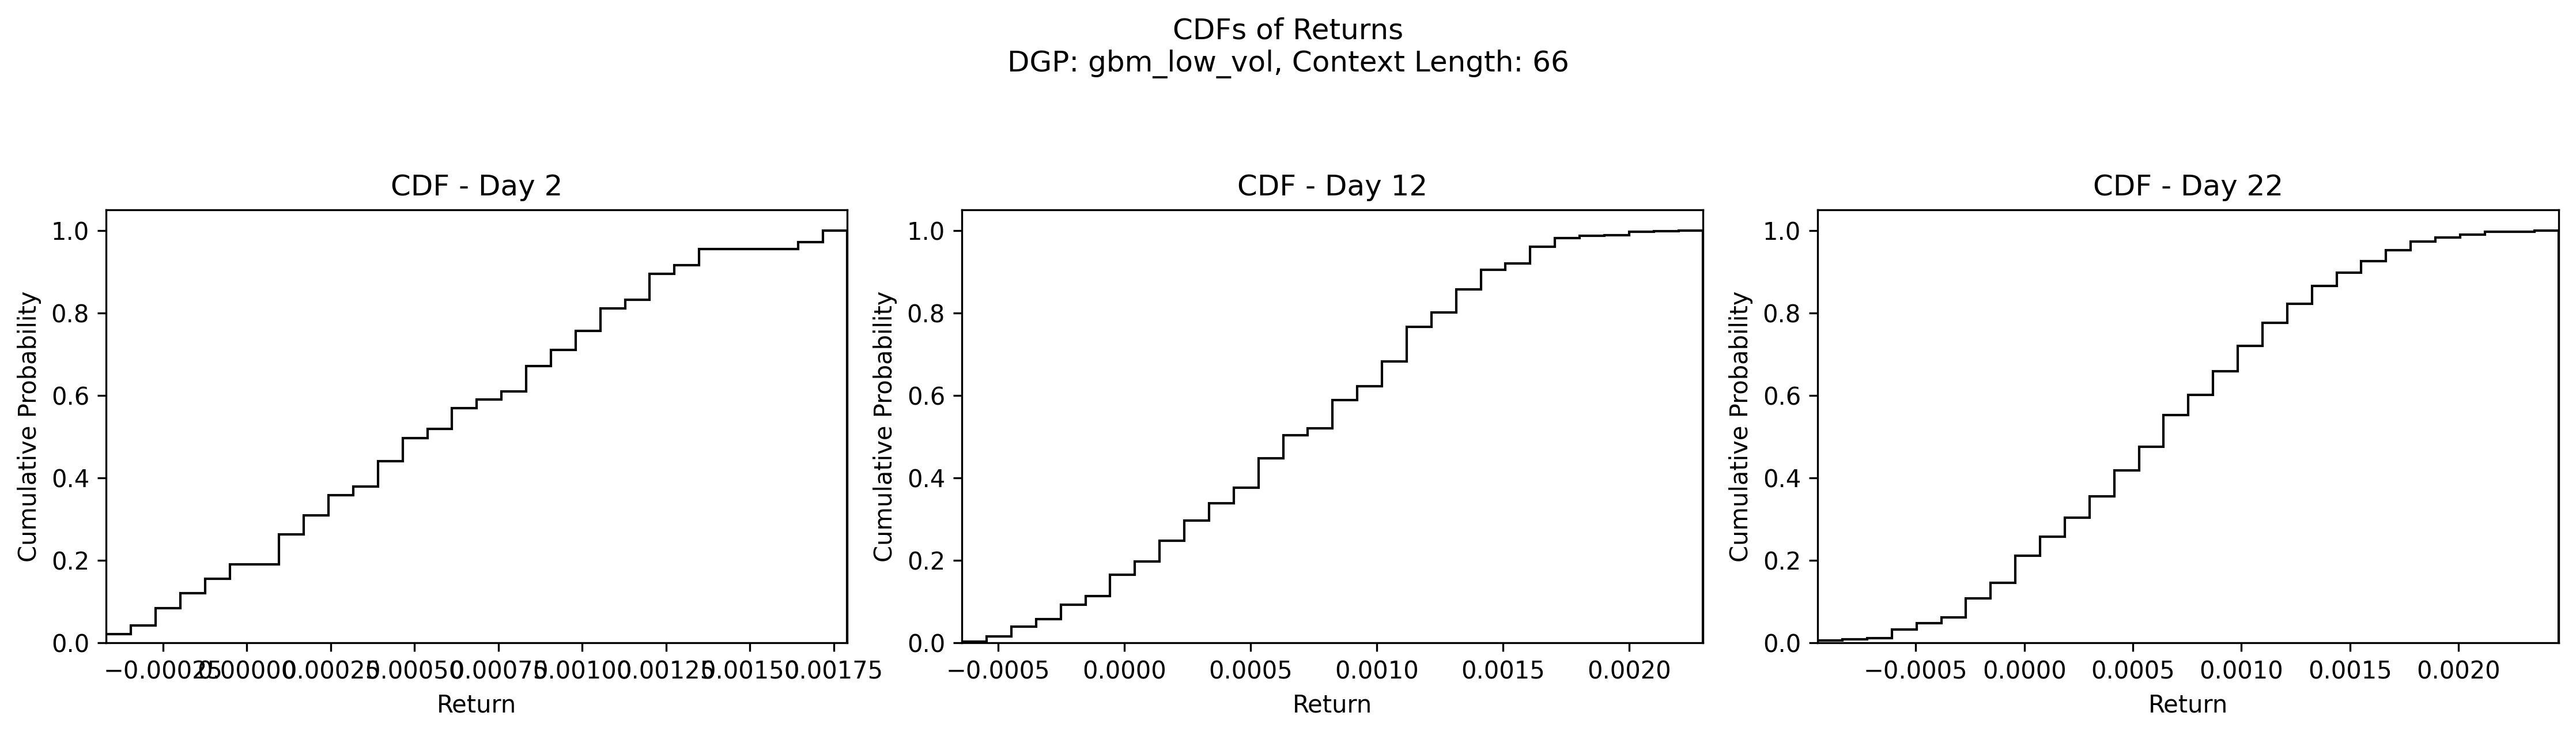 CDFs of Returns
DGP: gbm_low_vol, Context Length: 66
CDF - Day 2
Cumulative Probability
1.0
0.8
0.6
0.4
0.2
0.0
−0.00025 0.00000 0.00025 0.00050 0.00075 0.00100 0.00125 0.00150 0.00175
Return
CDF - Day 12
Cumulative Probability
1.0
0.8
0.6
0.4
0.2
0.0
−0.0005 0.0000 0.0005 0.0010 0.0015 0.0020
Return
CDF - Day 22
Cumulative Probability
1.0
0.8
0.6
0.4
0.2
0.0
−0.0005 0.0000 0.0005 0.0010 0.0015 0.0020
Return